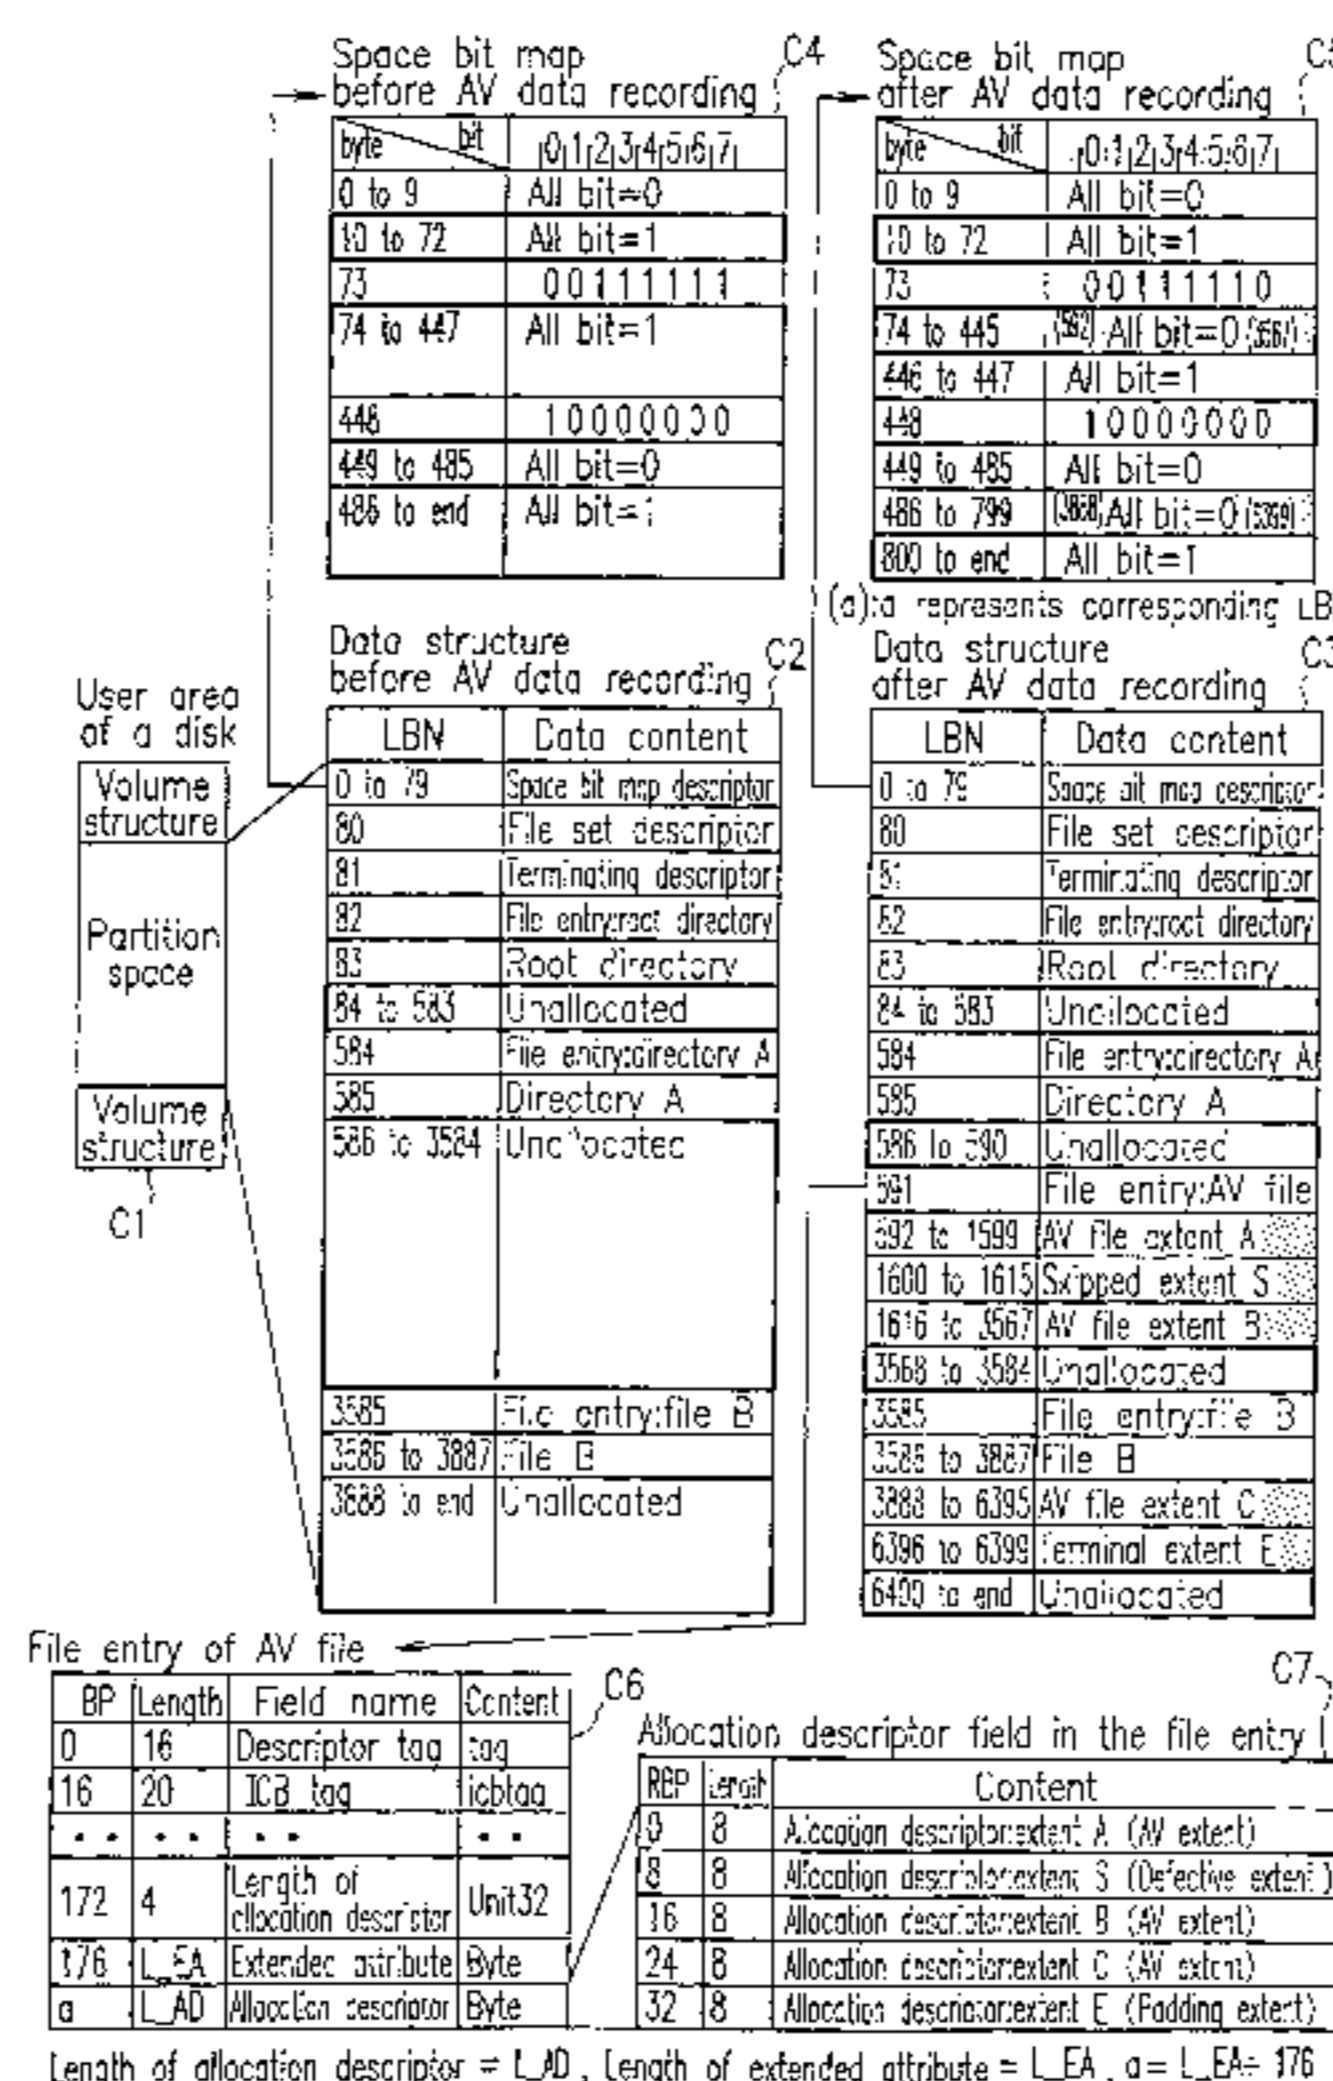 Space bit map
before AV data recording
C4
byte bit 0 1 2 3 4 5 6 7
0 to 9 All bit=0
10 to 72 All bit=1
73 0 0 1 1 1 1 1 1
74 to 447 All bit=1
448 1 0 0 0 0 0 0 0
449 to 485 All bit=0
486 to end All bit=1
Space bit map
after AV data recording
byte bit 0 1 2 3 4 5 6 7
0 to 9 All bit=0
10 to 72 All bit=1
73 0 0 1 1 1 1 1 0
74 to 445 (592) All bit=0 (3567)
446 to 447 All bit=1
448 1 0 0 0 0 0 0 0
449 to 485 All bit=0
486 to 799 (3888) All bit=0 (6399)
800 to end All bit=1
(a):a represents corresponding LB
User area
of a disk
Volume
structure
Partition
space
Volume
structure
C1
Data structure
before AV data recording
C2
LBN Data content
0 to 79 Space bit map descriptor
80 File set descriptor
81 Terminating descriptor
82 File entry:root directory
83 Root directory
84 to 583 Unallocated
584 File entry:directory A
585 Directory A
586 to 3584 Unallocated
3585 File entry:file B
3586 to 3887 File B
3888 to end Unallocated
Data structure
after AV data recording
LBN Data content
0 to 79 Space bit map descriptor
80 File set descriptor
81 Terminating descriptor
82 File entry:root directory
83 Root directory
84 to 583 Unallocated
584 File entry:directory A
585 Directory A
586 to 590 Unallocated
591 File entry:AV file
592 to 1599 AV file extent A
1600 to 1615 Skipped extent S
1616 to 3567 AV file extent B
3568 to 3584 Unallocated
3585 File entry:file B
3586 to 3887 File B
3888 to 6395 AV file extent C
6396 to 6399 Terminal extent E
6400 to end Unallocated
File entry of AV file
C6
BP Length Field name Content
0 16 Descriptor tag tag
16 20 ICB tag icbtag
.. .. .. ..
172 4 Length of
allocation descriptor Unit32
176 L_EA Extended attribute Byte
a L_AD Allocation descriptor Byte
C7
Allocation descriptor field in the file entry
RBP Length Content
0 8 Allocation descriptor:extent A (AV extent)
8 8 Allocation descriptor:extent S (Defective extent)
16 8 Allocation descriptor:extent B (AV extent)
24 8 Allocation descriptor:extent C (AV extent)
32 8 Allocation descriptor:extent E (Padding extent)
Length of allocation descriptor = L_AD, Length of extended attribute = L_EA, a = L_EA+ 176